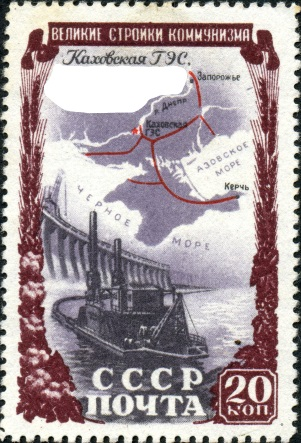 ВЕЛИКИЕ СТРОЙКИ КОММУНИЗМА
Каховская ГЭС.
Запорожье
р. Днепр
Каховская
ГЭС
АЗОВСКОЕ
МОРЕ
Керчь
ЧЕРНОЕ
МОРЕ
СССР
ПОЧТА
20
КОП.